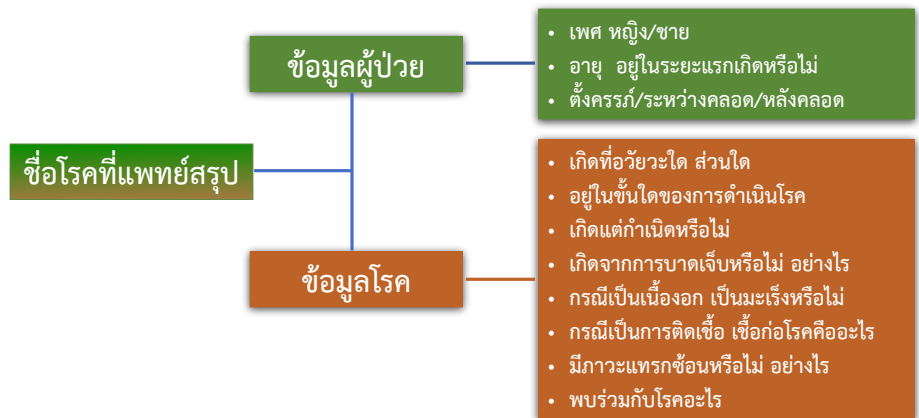 ชื่อโรคที่แพทย์สรุป
ข้อมูลผู้ป่วย
• เพศ หญิง/ชาย
• อายุ อยู่ในระยะแรกเกิดหรือไม่
• ตั้งครรภ์/ระหว่างคลอด/หลังคลอด
ข้อมูลโรค
• เกิดที่อวัยวะใด ส่วนใด
• อยู่ในขั้นใดของการดำเนินโรค
• เกิดแต่กำเนิดหรือไม่
• เกิดจากการบาดเจ็บหรือไม่ อย่างไร
• กรณีเป็นเนื้องอก เป็นมะเร็งหรือไม่
• กรณีเป็นการติดเชื้อ เชื้อก่อโรคคืออะไร
• มีภาวะแทรกซ้อนหรือไม่ อย่างไร
• พบร่วมกับโรคอะไร